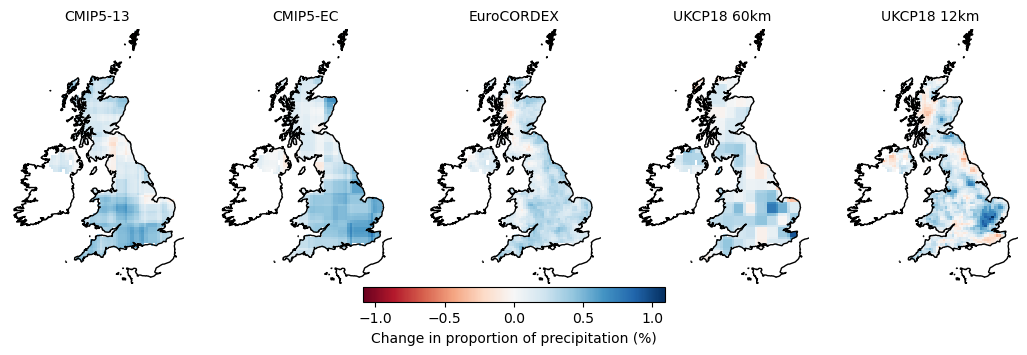 CMIP5-13 CMIP5-EC EuroCORDEX UKCP18 60km UKCP18 12km
−1.0 −0.5 0.0 0.5 1.0
Change in proportion of precipitation (%)